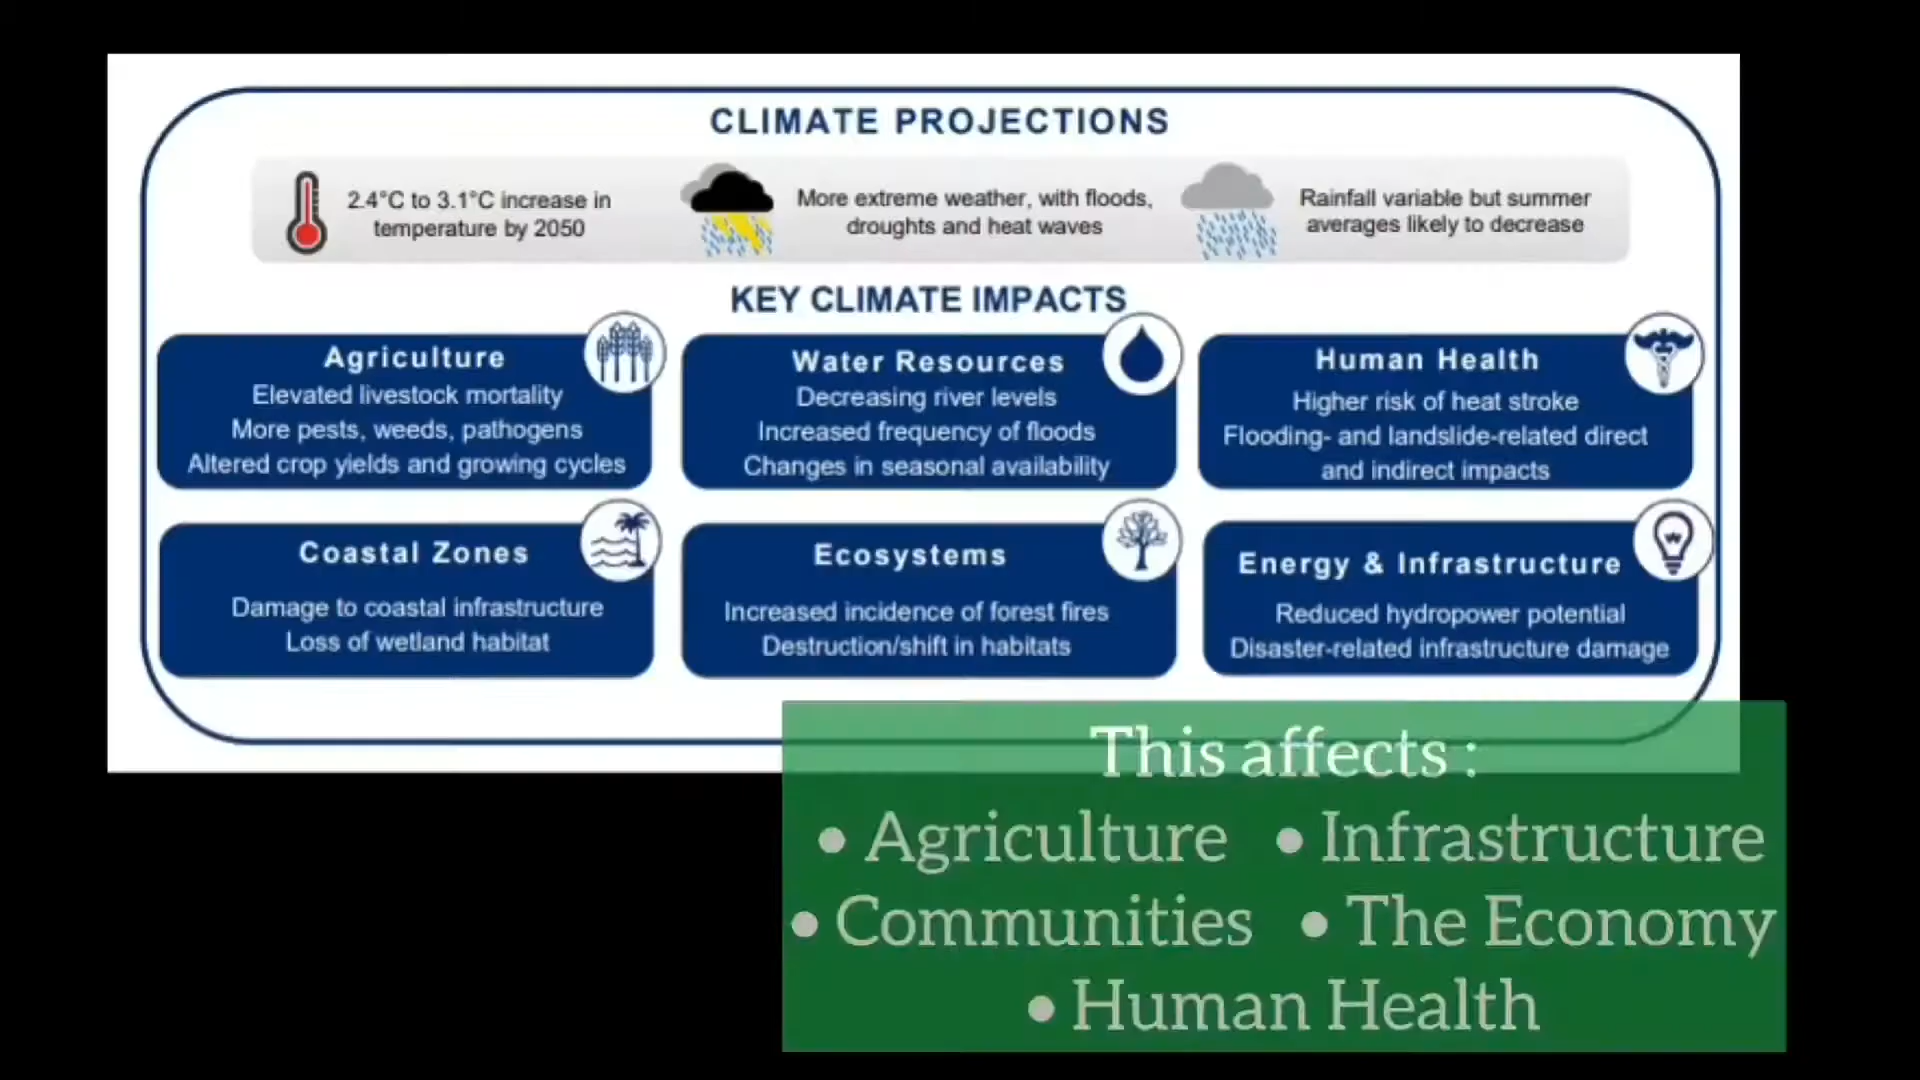 CLIMATE PROJECTIONS
2.4°C to 3.1°C increase in
temperature by 2050
More extreme weather, with floods,
droughts and heat waves
Rainfall variable but summer
averages likely to decrease
KEY CLIMATE IMPACTS
Agriculture
Elevated livestock mortality
More pests, weeds, pathogens
Altered crop yields and growing cycles
Water Resources
Decreasing river levels
Increased frequency of floods
Changes in seasonal availability
Human Health
Higher risk of heat stroke
Flooding- and landslide-related direct
and indirect impacts
Coastal Zones
Damage to coastal infrastructure
Loss of wetland habitat
Ecosystems
Increased incidence of forest fires
Destruction/shift in habitats
Energy & Infrastructure
Reduced hydropower potential
Disaster-related infrastructure damage
This affects :
• Agriculture • Infrastructure
• Communities • The Economy
• Human Health